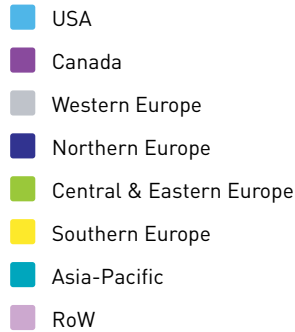 USA
Canada
Western Europe
Northern Europe
Central & Eastern Europe
Southern Europe
Asia-Pacific
RoW